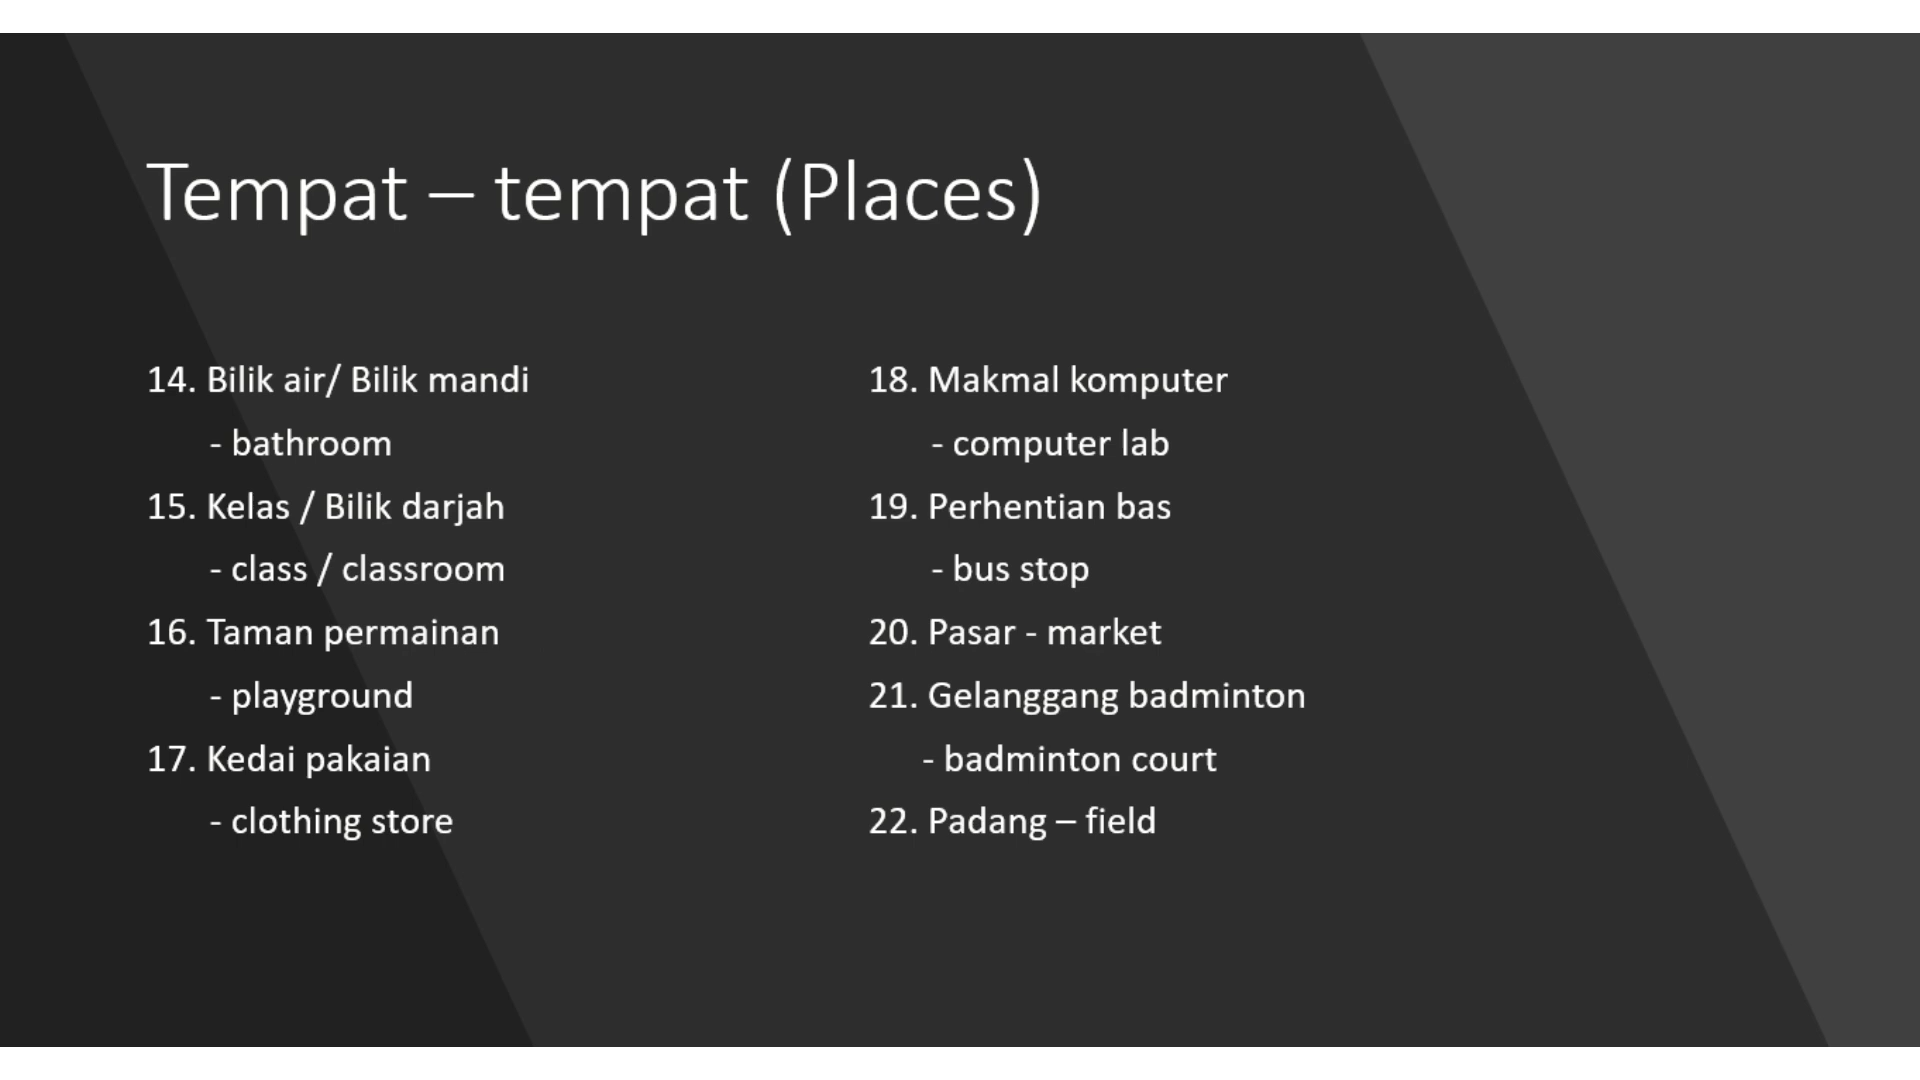 Tempat – tempat (Places)
14. Bilik air/ Bilik mandi
- bathroom
15. Kelas / Bilik darjah
- class / classroom
16. Taman permainan
- playground
17. Kedai pakaian
- clothing store
18. Makmal komputer
- computer lab
19. Perhentian bas
- bus stop
20. Pasar - market
21. Gelanggang badminton
- badminton court
22. Padang – field